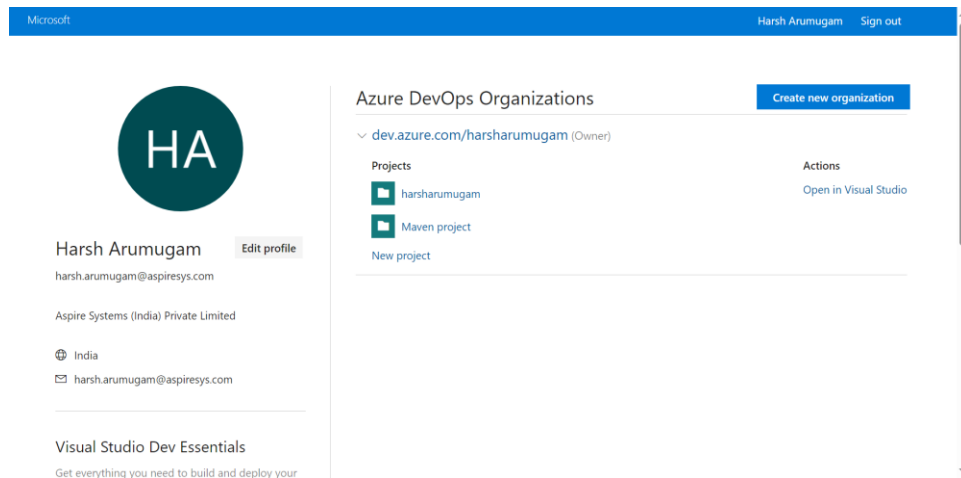 Microsoft
Harsh Arumugam Sign out
HA
Harsh Arumugam
Edit profile
harsh.arumugam@aspiresys.com
Aspire Systems (India) Private Limited
India
harsh.arumugam@aspiresys.com
Visual Studio Dev Essentials
Get everything you need to build and deploy your
Azure DevOps Organizations
Create new organization
dev.azure.com/harsharumugam (Owner)
Projects
Actions
harsharumugam
Open in Visual Studio
Maven project
New project